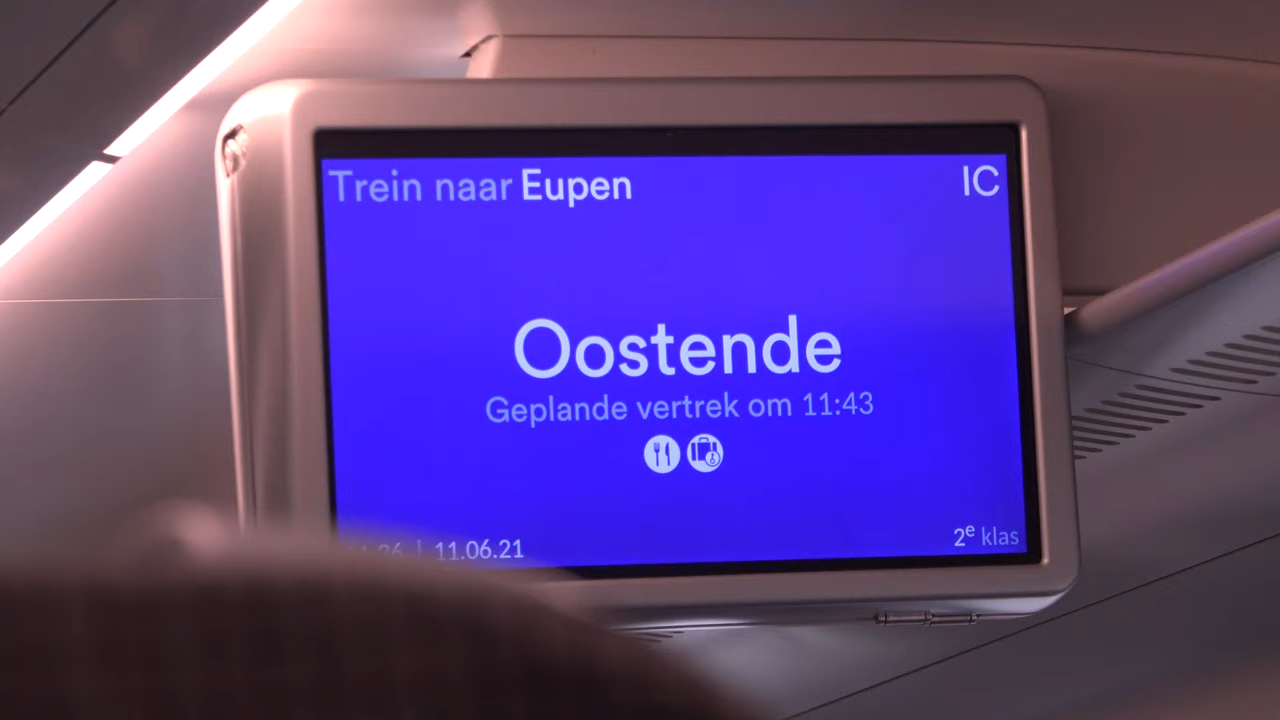 Trein naar Eupen
IC
Oostende
Geplande vertrek om 11:43
| 11.06.21
2e klas